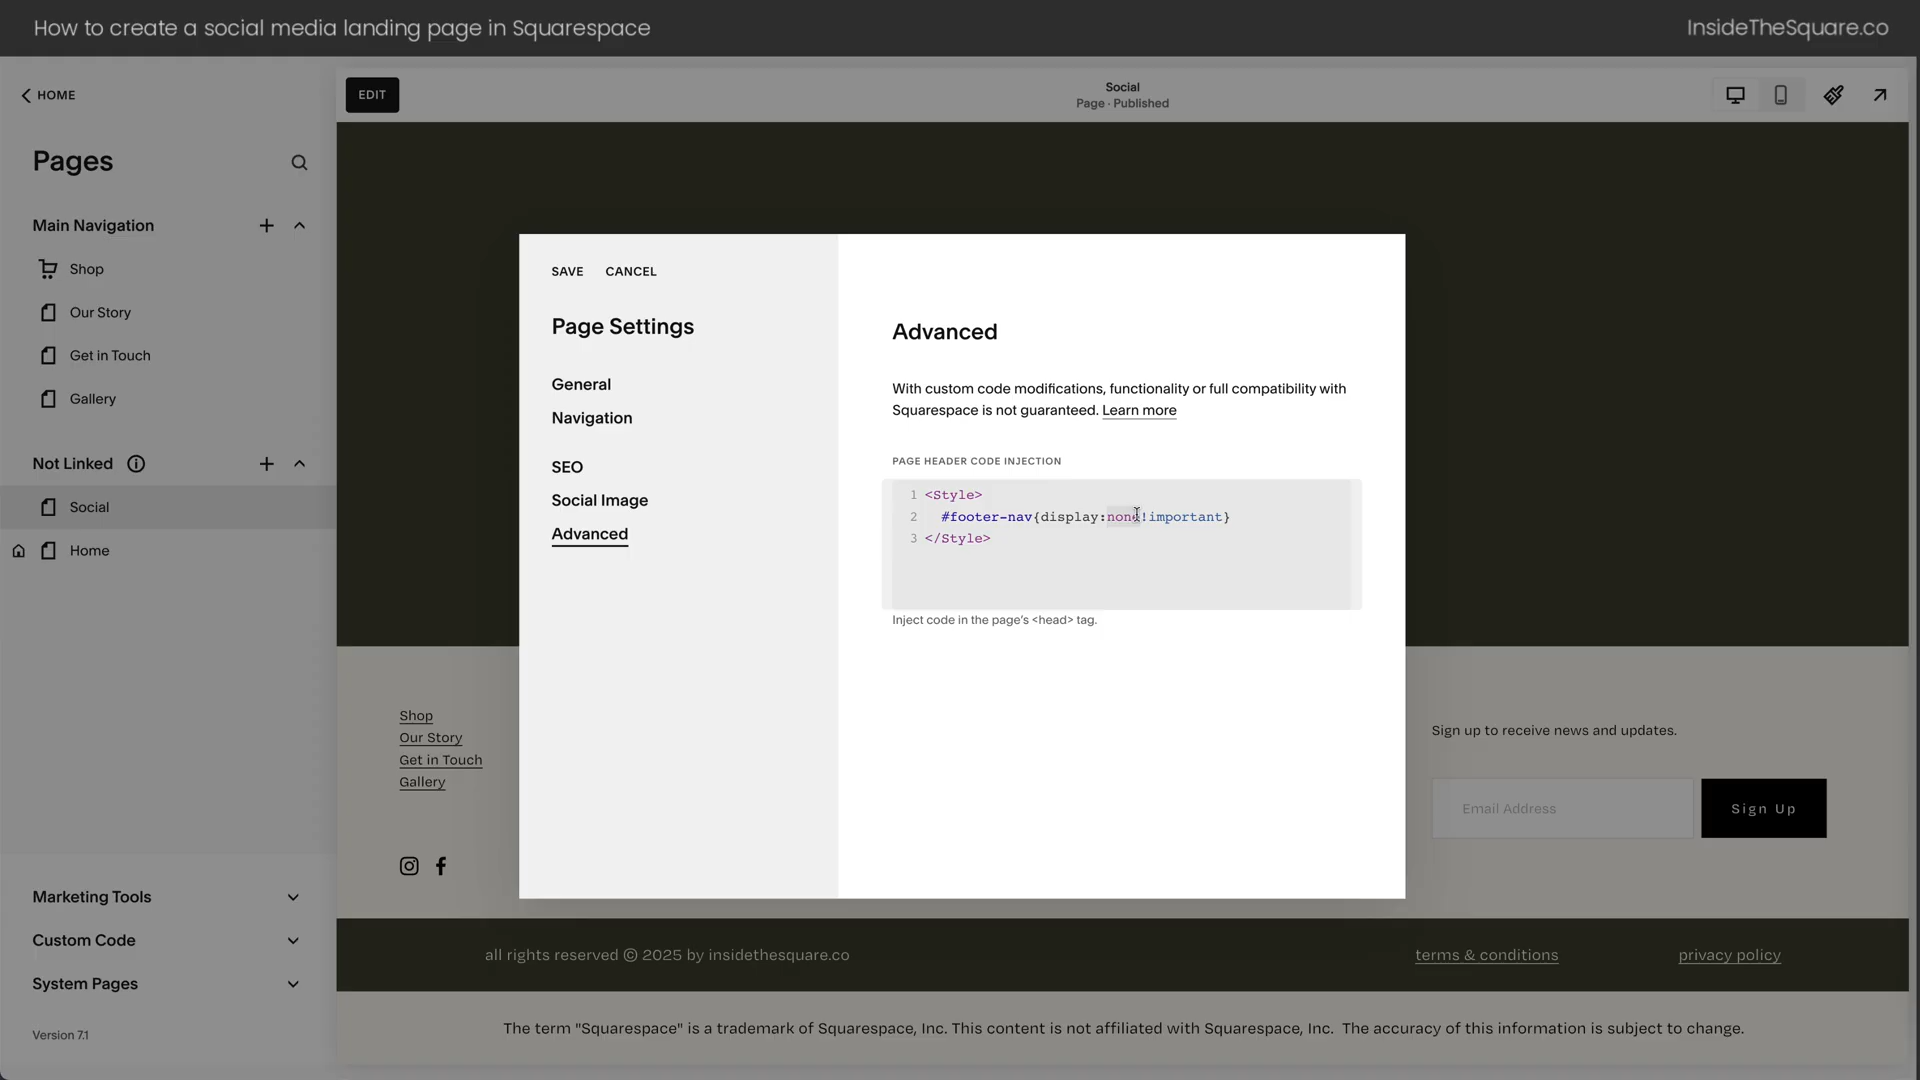 How to create a social media landing page in Squarespace
InsideTheSquare.co
HOME
EDIT
Social
Page · Published
Pages
Main Navigation
Shop
Our Story
Get in Touch
Gallery
Not Linked
Social
Home
Marketing Tools
Custom Code
System Pages
Version 7.1
SAVE CANCEL
Page Settings
General
Navigation
SEO
Social Image
Advanced
Advanced
With custom code modifications, functionality or full compatibility with
Squarespace is not guaranteed. Learn more
PAGE HEADER CODE INJECTION
1 <Style>
2 #footer-nav{display:none!important}
3 </Style>
Inject code in the page's <head> tag.
Shop
Our Story
Get in Touch
Gallery
Sign up to receive news and updates.
Email Address
Sign Up
all rights reserved © 2025 by insidethesquare.co
terms & conditions
privacy policy
The term "Squarespace" is a trademark of Squarespace, Inc. This content is not affiliated with Squarespace, Inc. The accuracy of this information is subject to change.